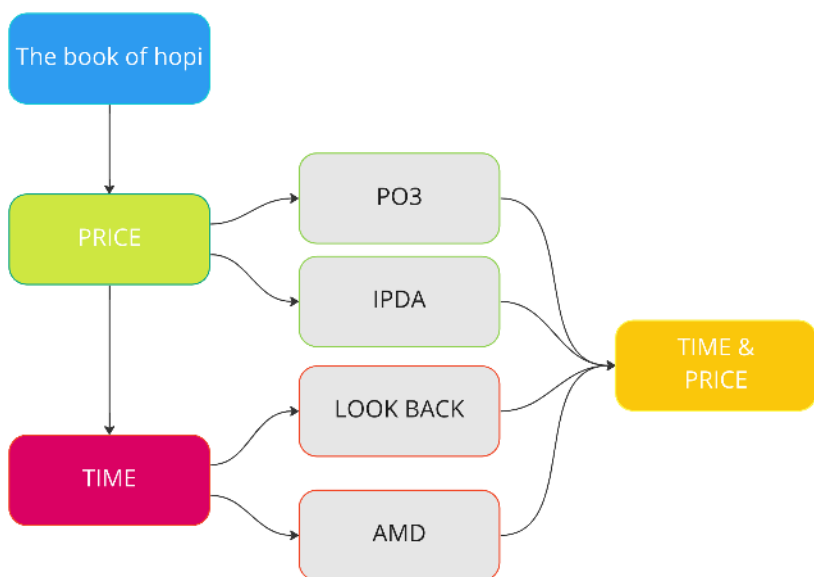 The book of hopi
PRICE
PO3
IPDA
TIME &
PRICE
LOOK BACK
TIME
AMD